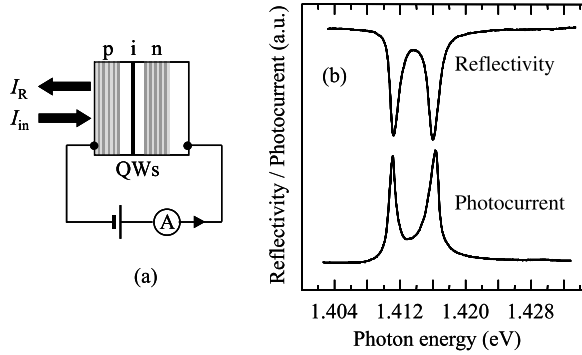 p i n
I_R
I_in
QWs
A
(a)
Reflectivity / Photocurrent (a.u.)
(b)
Reflectivity
Photocurrent
1.404 1.412 1.420 1.428
Photon energy (eV)